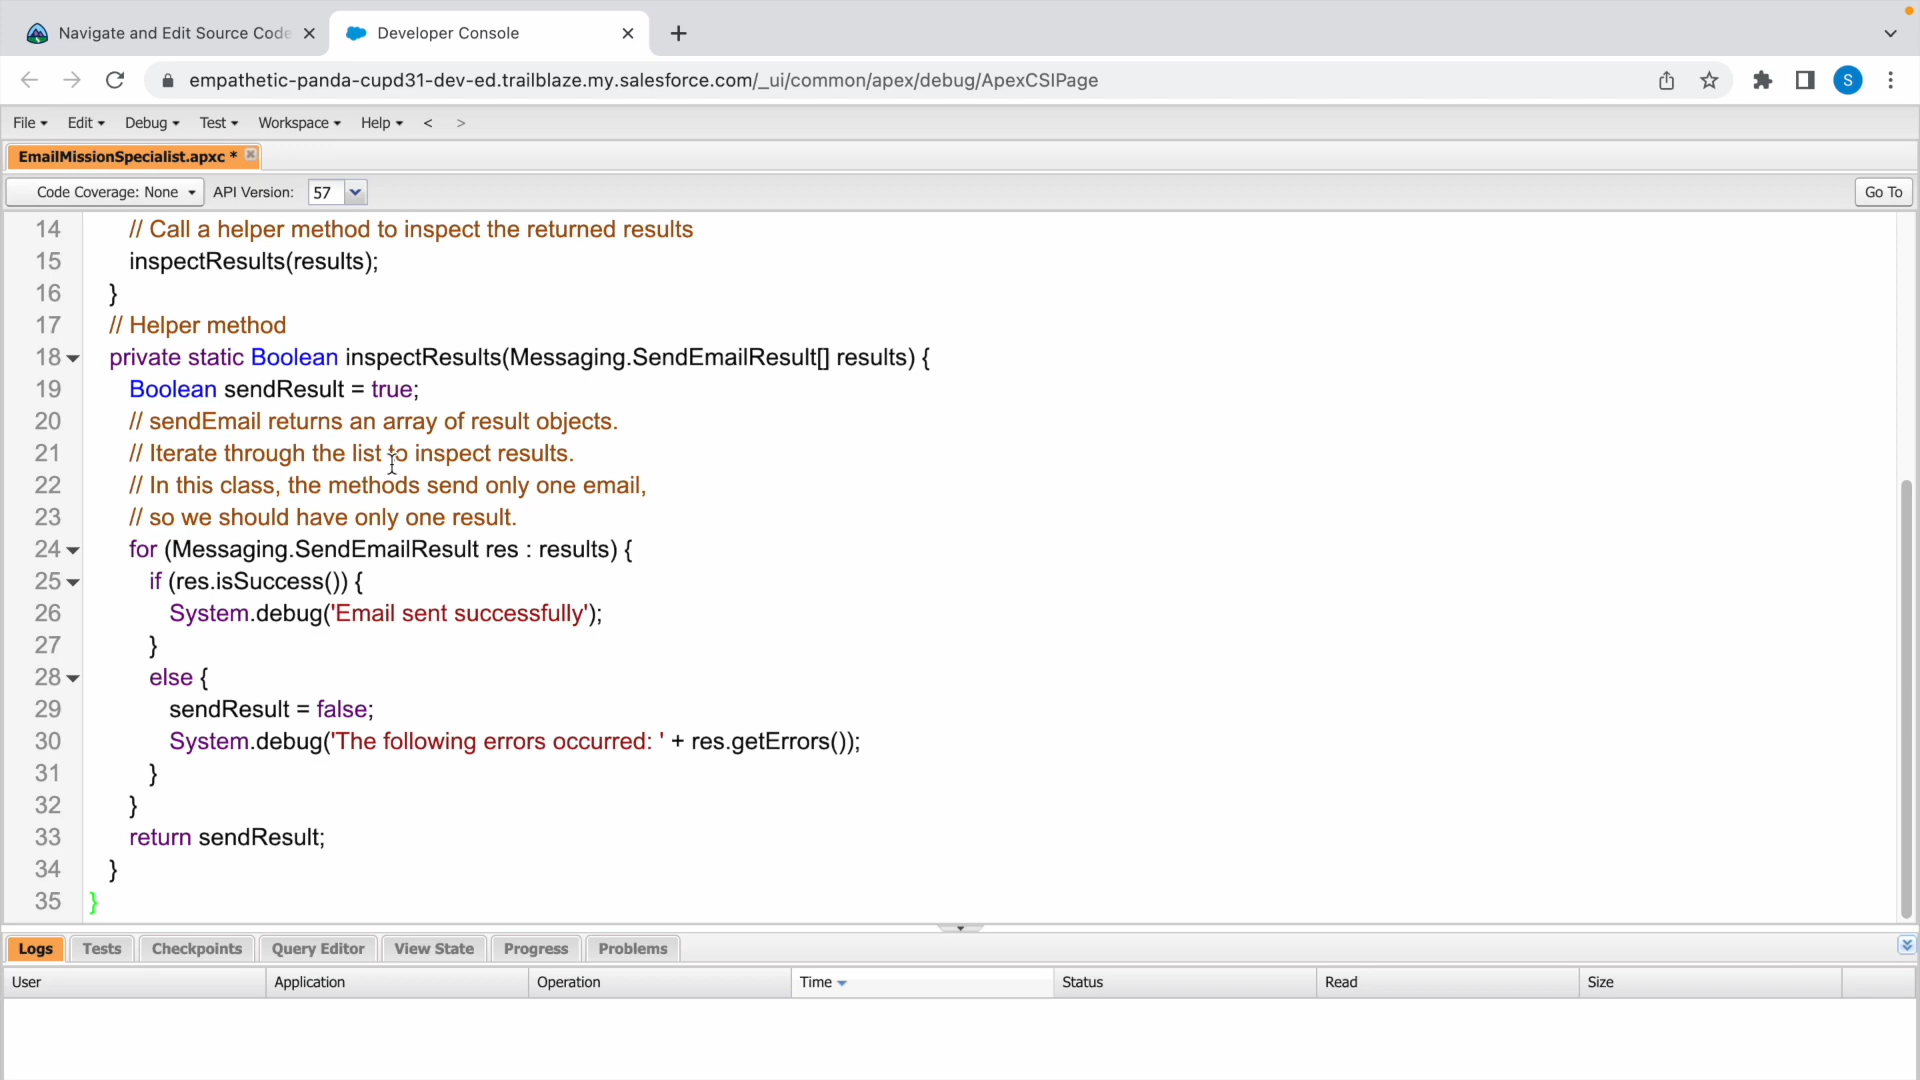 Navigate and Edit Source Code
Developer Console
empathetic-panda-cupd31-dev-ed.trailblaze.my.salesforce.com/_ui/common/apex/debug/ApexCSIPage
S
File Edit Debug Test Workspace Help < >
EmailMissionSpecialist.apxc *
Code Coverage: None API Version: 57 Go To
14 // Call a helper method to inspect the returned results
15 inspectResults(results);
16 }
17 // Helper method
18 private static Boolean inspectResults(Messaging.SendEmailResult[] results) {
19 Boolean sendResult = true;
20 // sendEmail returns an array of result objects.
21 // Iterate through the list to inspect results.
22 // In this class, the methods send only one email,
23 // so we should have only one result.
24 for (Messaging.SendEmailResult res : results) {
25 if (res.isSuccess()) {
26 System.debug('Email sent successfully');
27 }
28 else {
29 sendResult = false;
30 System.debug('The following errors occurred: ' + res.getErrors());
31 }
32 }
33 return sendResult;
34 }
35 }
Logs Tests Checkpoints Query Editor View State Progress Problems
User Application Operation Time Status Read Size